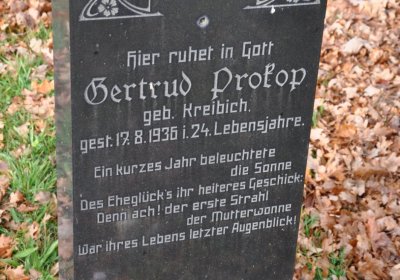 Hier ruhet in Gott
Gertrud Prokop
geb. Kreibich.
gest. 17. 8. 1936 i. 24. Lebensjahre.
Ein kurzes Jahr beleuchtete
die Sonne
Des Eheglück's ihr heiteres Geschick;
Denn ach! der erste Strahl
der Mutterwonne
War ihres Lebens letzter Augenblick!